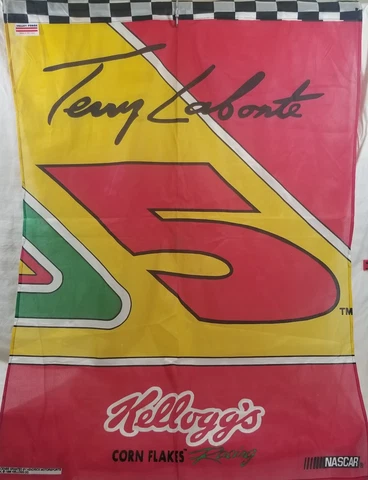 Terry Labonte
5
TM
Kellogg's
CORN FLAKES Racing
NASCAR